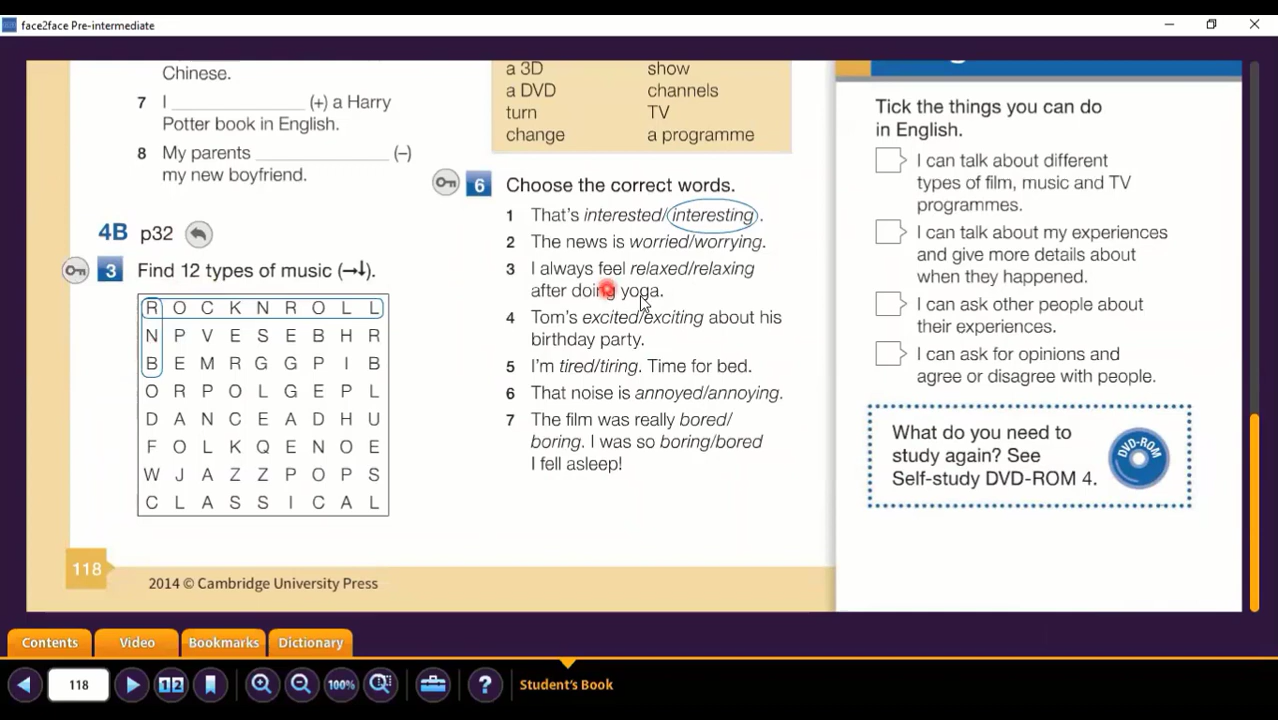 face2face Pre-intermediate
Chinese.
7 I ______________ (+) a Harry
Potter book in English.
8 My parents ______________ (–)
my new boyfriend.
4B p32
3 Find 12 types of music (→↓).
R O C K N R O L L
N P V E S E B H R
B E M R G G P I B
O R P O L G E P L
D A N C E A D H U
F O L K Q E N O E
W J A Z Z P O P S
C L A S S I C A L
118
2014 © Cambridge University Press
a 3D show
a DVD channels
turn TV
change a programme
6 Choose the correct words.
1 That's interested/interesting.
2 The news is worried/worrying.
3 I always feel relaxed/relaxing
after doing yoga.
4 Tom's excited/exciting about his
birthday party.
5 I'm tired/tiring. Time for bed.
6 That noise is annoyed/annoying.
7 The film was really bored/
boring. I was so boring/bored
I fell asleep!
Tick the things you can do
in English.
I can talk about different
types of film, music and TV
programmes.
I can talk about my experiences
and give more details about
when they happened.
I can ask other people about
their experiences.
I can ask for opinions and
agree or disagree with people.
What do you need to
study again? See
Self-study DVD-ROM 4.
DVD-ROM
Contents Video Bookmarks Dictionary
118 1 2 100% ? Student's Book